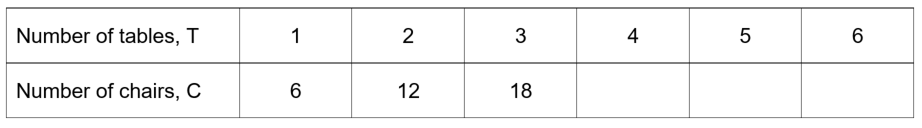 Number of tables, T 1 2 3 4 5 6
Number of chairs, C 6 12 18